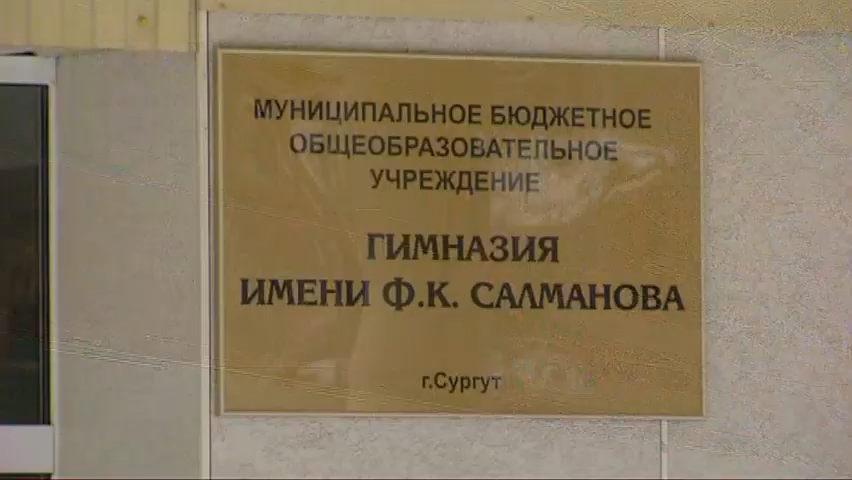 МУНИЦИПАЛЬНОЕ БЮДЖЕТНОЕ
ОБЩЕОБРАЗОВАТЕЛЬНОЕ
УЧРЕЖДЕНИЕ
ГИМНАЗИЯ
ИМЕНИ Ф.К. САЛМАНОВА
г.Сургут